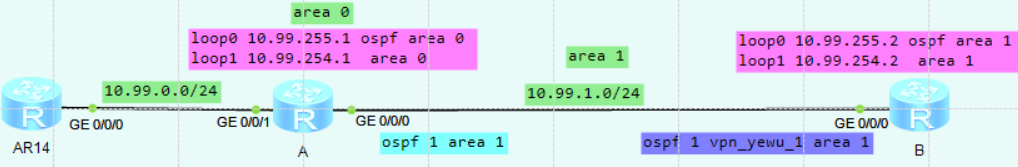 area 0
loop0 10.99.255.1 ospf area 0
loop1 10.99.254.1 area 0
loop0 10.99.255.2 ospf area 1
loop1 10.99.254.2 area 1
area 1
10.99.0.0/24
10.99.1.0/24
R
R
R
GE 0/0/0
GE 0/0/1
GE 0/0/0
GE 0/0/0
AR14
A
ospf 1 area 1
ospf 1 vpn_yewu_1 area 1
B